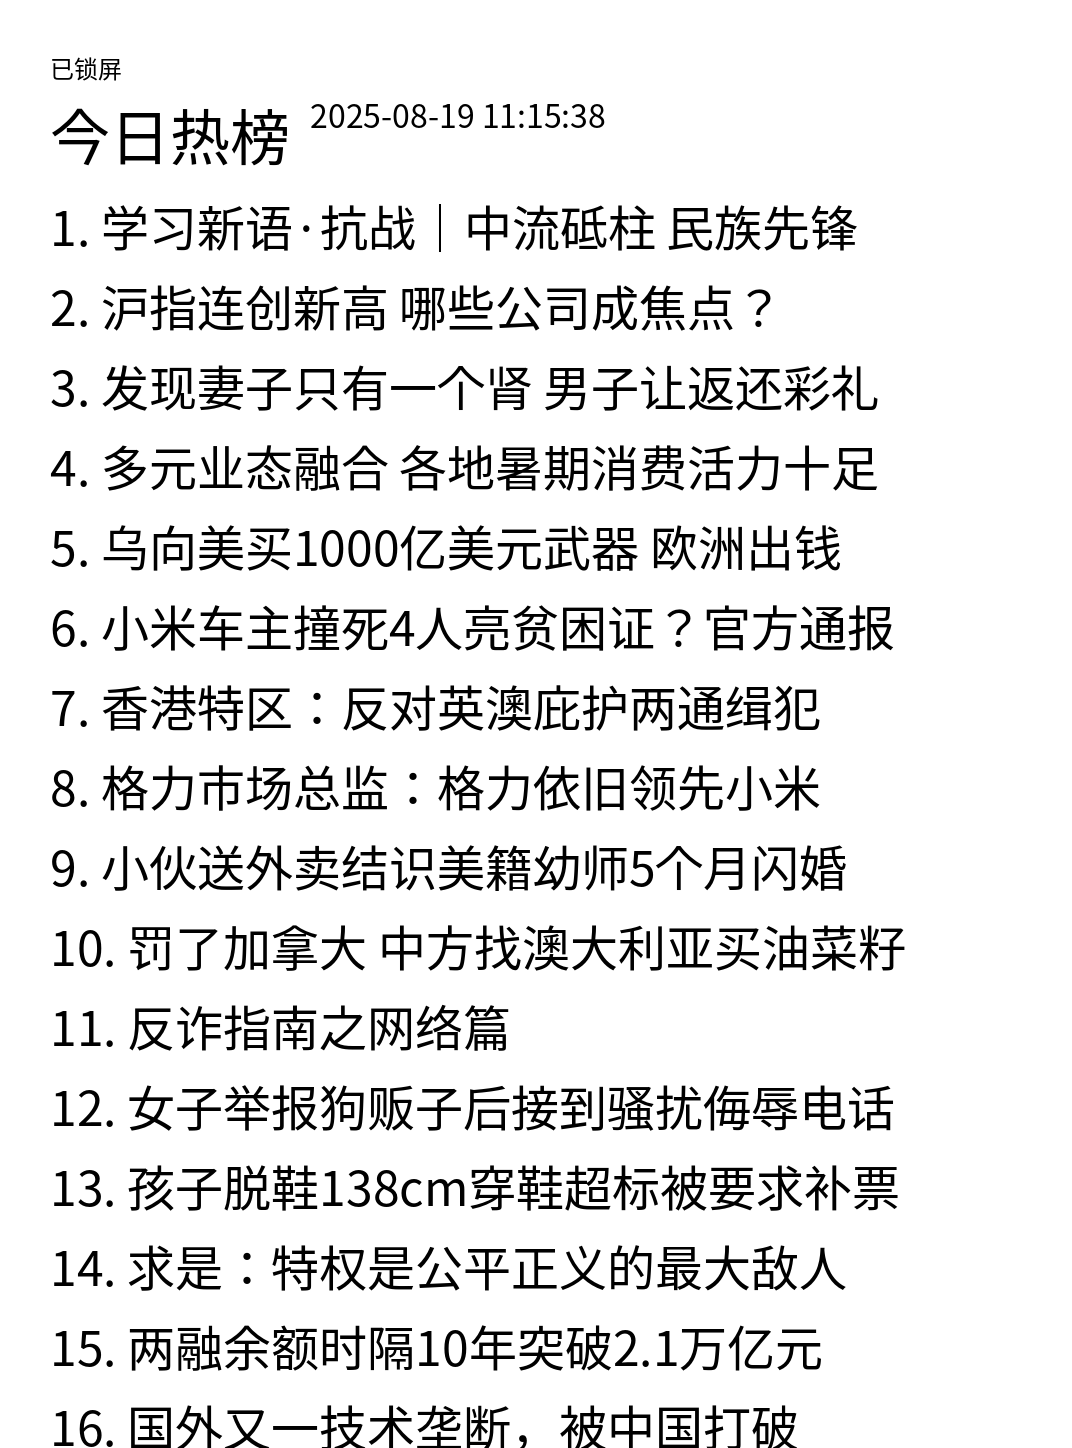 已锁屏
今日热榜 2025-08-19 11:15:38
1. 学习新语·抗战｜中流砥柱 民族先锋
2. 沪指连创新高 哪些公司成焦点？
3. 发现妻子只有一个肾 男子让返还彩礼
4. 多元业态融合 各地暑期消费活力十足
5. 乌向美买1000亿美元武器 欧洲出钱
6. 小米车主撞死4人亮贫困证？官方通报
7. 香港特区：反对英澳庇护两通缉犯
8. 格力市场总监：格力依旧领先小米
9. 小伙送外卖结识美籍幼师5个月闪婚
10. 罚了加拿大 中方找澳大利亚买油菜籽
11. 反诈指南之网络篇
12. 女子举报狗贩子后接到骚扰侮辱电话
13. 孩子脱鞋138cm穿鞋超标被要求补票
14. 求是：特权是公平正义的最大敌人
15. 两融余额时隔10年突破2.1万亿元
16. 国外又一技术垄断，被中国打破